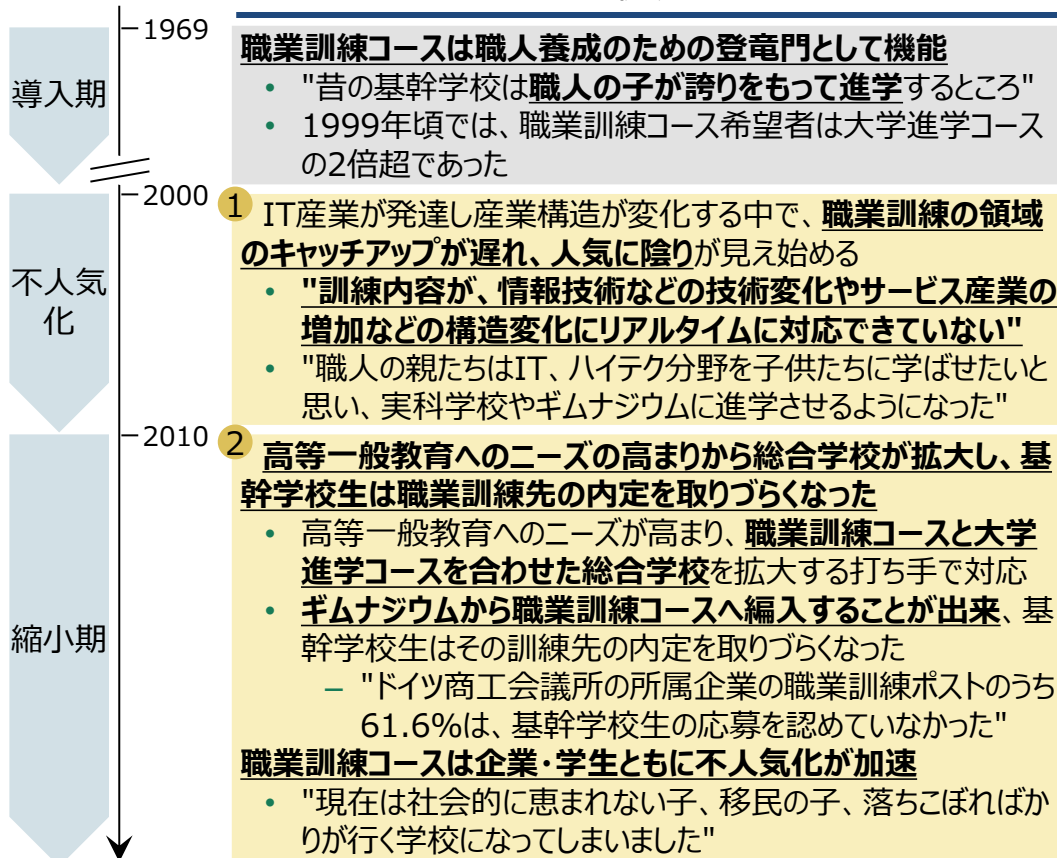 1969
導入期
職業訓練コースは職人養成のための登竜門として機能
• "昔の基幹学校は職人の子が誇りをもって進学するところ"
• 1999年頃では、職業訓練コース希望者は大学進学コース
の2倍超であった
2000
不人気
化
1 IT産業が発達し産業構造が変化する中で、職業訓練の領域
のキャッチアップが遅れ、人気に陰りが見え始める
• "訓練内容が、情報技術などの技術変化やサービス産業の
増加などの構造変化にリアルタイムに対応できていない"
• "職人の親たちはIT、ハイテク分野を子供たちに学ばせたいと
思い、実科学校やギムナジウムに進学させるようになった"
2010
縮小期
2 高等一般教育へのニーズの高まりから総合学校が拡大し、基
幹学校生は職業訓練先の内定を取りづらくなった
• 高等一般教育へのニーズが高まり、職業訓練コースと大学
進学コースを合わせた総合学校を拡大する打ち手で対応
• ギムナジウムから職業訓練コースへ編入することが出来、基
幹学校生はその訓練先の内定を取りづらくなった
– "ドイツ商工会議所の所属企業の職業訓練ポストのうち
61.6%は、基幹学校生の応募を認めていなかった"
職業訓練コースは企業・学生ともに不人気化が加速
• "現在は社会的に恵まれない子、移民の子、落ちこぼればか
りが行く学校になってしまいました"